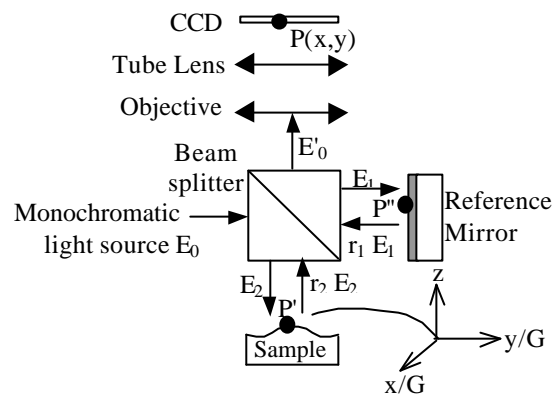 CCD
P(x,y)
Tube Lens
Objective
E'0
Beam
splitter
E1
P"
Reference
Mirror
Monochromatic
light source E0
r1 E1
E2
r2 E2
P'
Sample
z
y/G
x/G